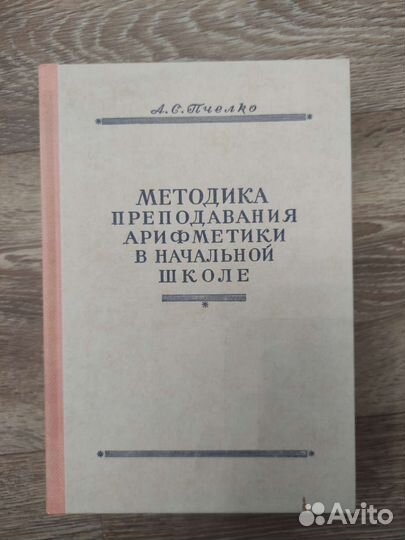 А. С. Пчелко
МЕТОДИКА
ПРЕПОДАВАНИЯ
АРИФМЕТИКИ
В НАЧАЛЬНОЙ
ШКОЛЕ
Avito